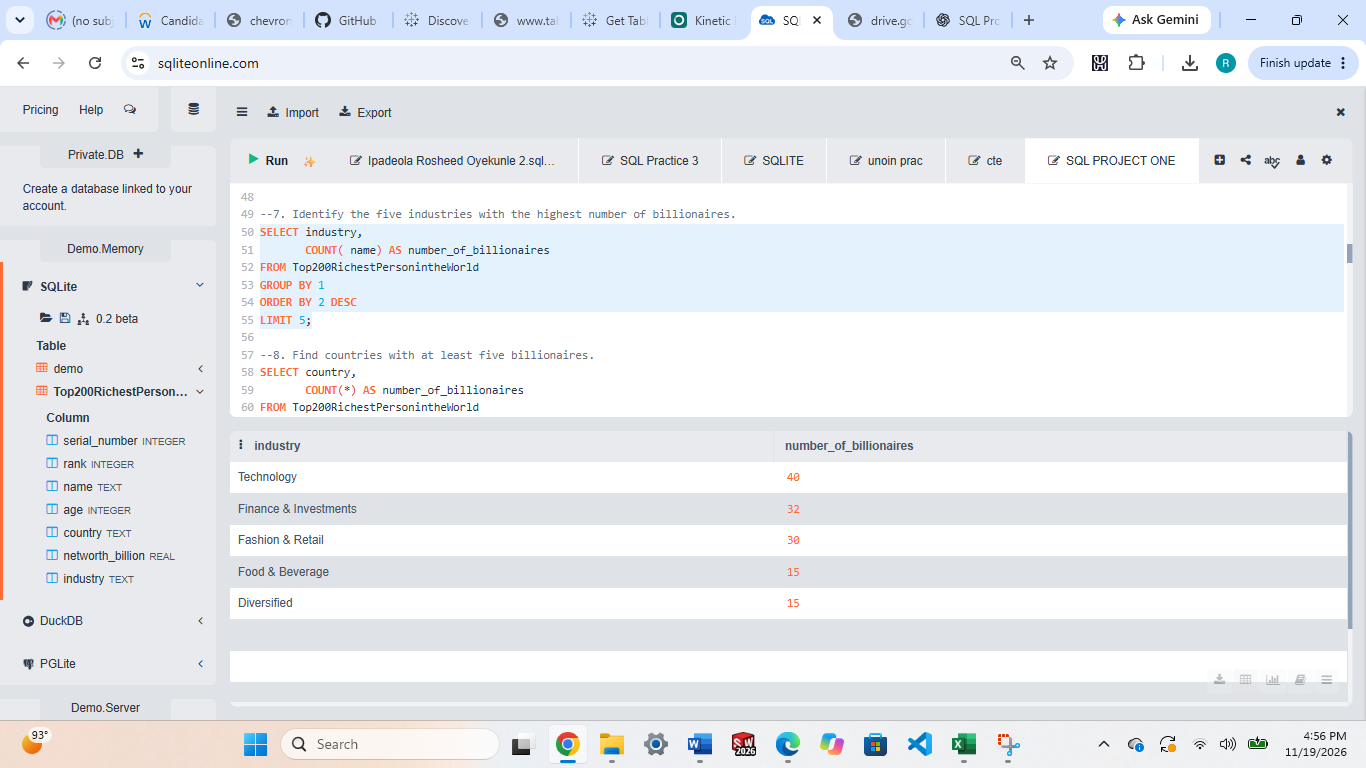 (no subj
Candida
chevron
GitHub
Discove
www.tab
Get Tabl
Kinetic
SQL
drive.go
SQL Pro
Ask Gemini
sqliteonline.com
R
Finish update
Pricing
Help
Import
Export
Private.DB
Run
Ipadeola Rosheed Oyekunle 2.sql...
SQL Practice 3
SQLITE
unoin prac
cte
SQL PROJECT ONE
abc
Create a database linked to your
account.
Demo.Memory
SQLite
0.2 beta
Table
demo
Top200RichestPerson...
Column
serial_number INTEGER
rank INTEGER
name TEXT
age INTEGER
country TEXT
networth_billion REAL
industry TEXT
DuckDB
PGLite
Demo.Server
48
49 --7. Identify the five industries with the highest number of billionaires.
50 SELECT industry,
51 COUNT( name) AS number_of_billionaires
52 FROM Top200RichestPersonintheWorld
53 GROUP BY 1
54 ORDER BY 2 DESC
55 LIMIT 5;
56
57 --8. Find countries with at least five billionaires.
58 SELECT country,
59 COUNT(*) AS number_of_billionaires
60 FROM Top200RichestPersonintheWorld
industry number_of_billionaires
Technology 40
Finance & Investments 32
Fashion & Retail 30
Food & Beverage 15
Diversified 15
93°
Search
2026
4:56 PM
11/19/2026